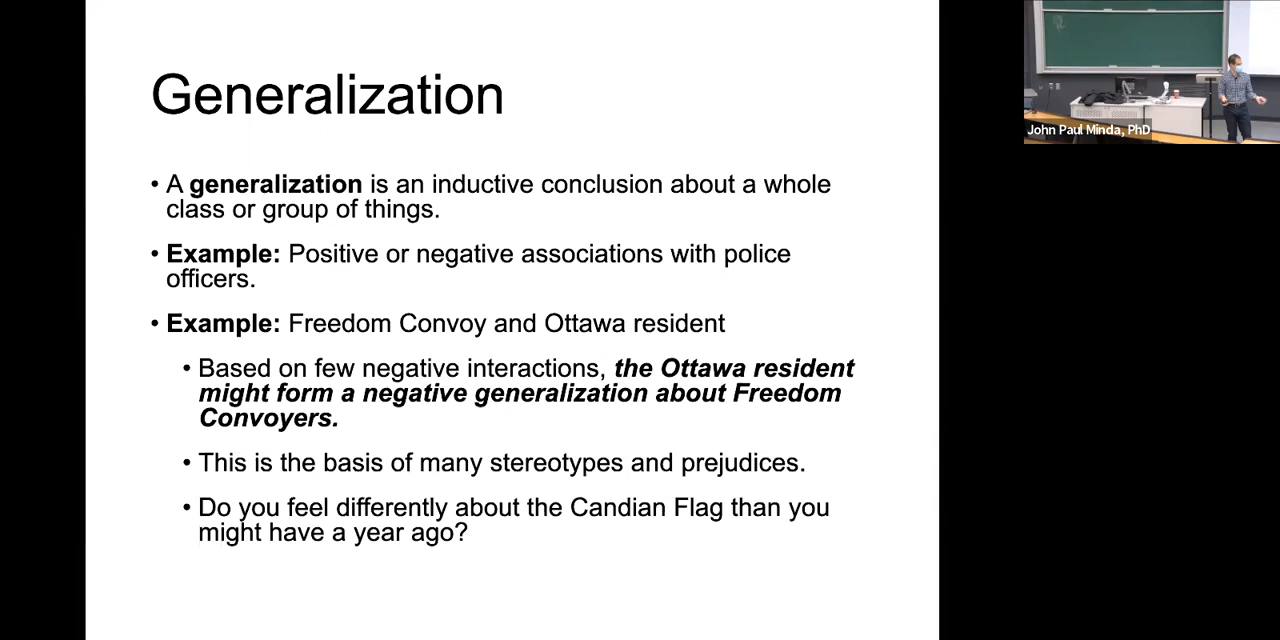 Generalization
• A generalization is an inductive conclusion about a whole
class or group of things.
• Example: Positive or negative associations with police
officers.
• Example: Freedom Convoy and Ottawa resident
• Based on few negative interactions, the Ottawa resident
might form a negative generalization about Freedom
Convoyers.
• This is the basis of many stereotypes and prejudices.
• Do you feel differently about the Candian Flag than you
might have a year ago?
John Paul Minda, PhD